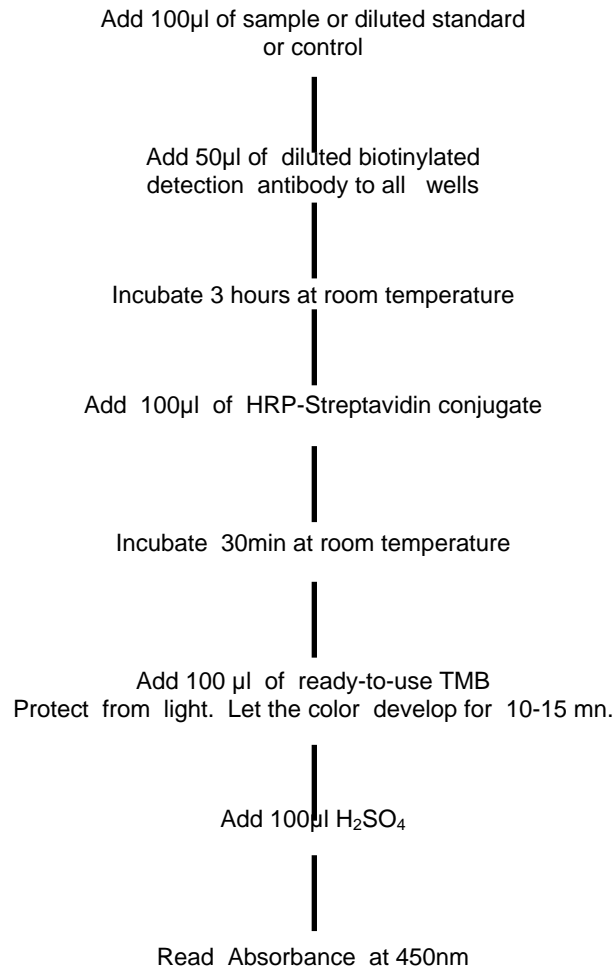 Add 100µl of sample or diluted standard
or control
Add 50µl of diluted biotinylated
detection antibody to all wells
Incubate 3 hours at room temperature
Add 100µl of HRP-Streptavidin conjugate
Incubate 30min at room temperature
Add 100 µl of ready-to-use TMB
Protect from light. Let the color develop for 10-15 mn.
Add 100µl H₂SO₄
Read Absorbance at 450nm